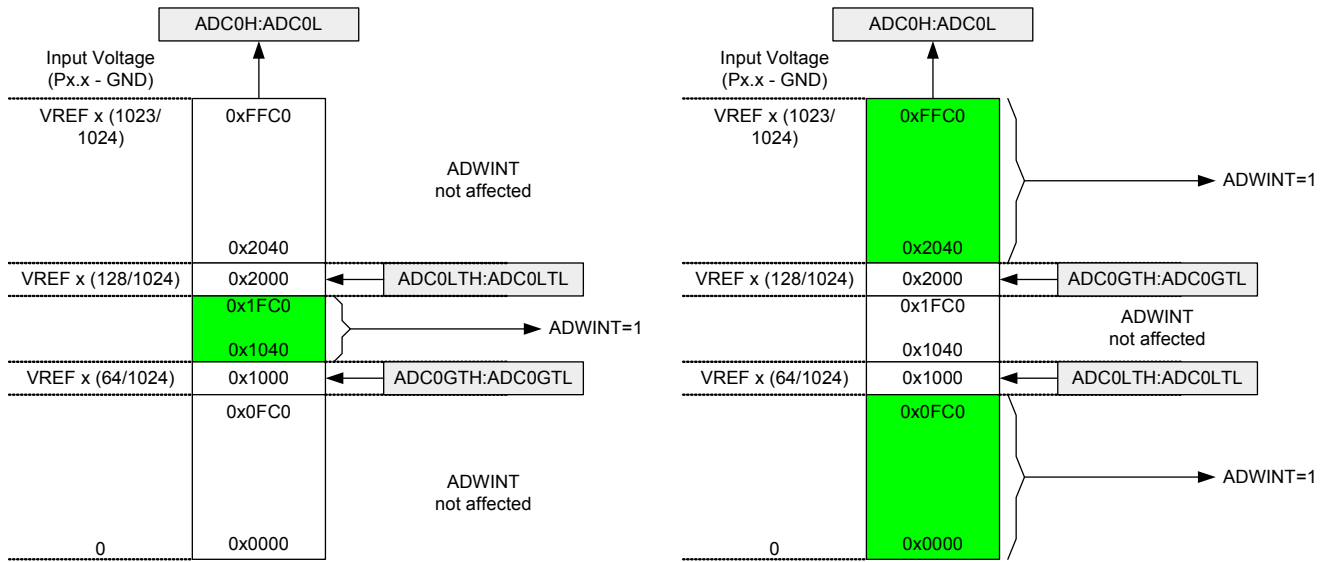 ADC0H:ADC0L
Input Voltage
(Px.x - GND)
VREF x (1023/
1024)
0xFFC0
ADWINT
not affected
0x2040
VREF x (128/1024)
0x2000
ADC0LTH:ADC0LTL
0x1FC0
ADWINT=1
0x1040
VREF x (64/1024)
0x1000
ADC0GTH:ADC0GTL
0x0FC0
ADWINT
not affected
0
0x0000
ADC0H:ADC0L
Input Voltage
(Px.x - GND)
VREF x (1023/
1024)
0xFFC0
ADWINT=1
0x2040
VREF x (128/1024)
0x2000
ADC0GTH:ADC0GTL
0x1FC0
ADWINT
not affected
0x1040
VREF x (64/1024)
0x1000
ADC0LTH:ADC0LTL
0x0FC0
ADWINT=1
0
0x0000